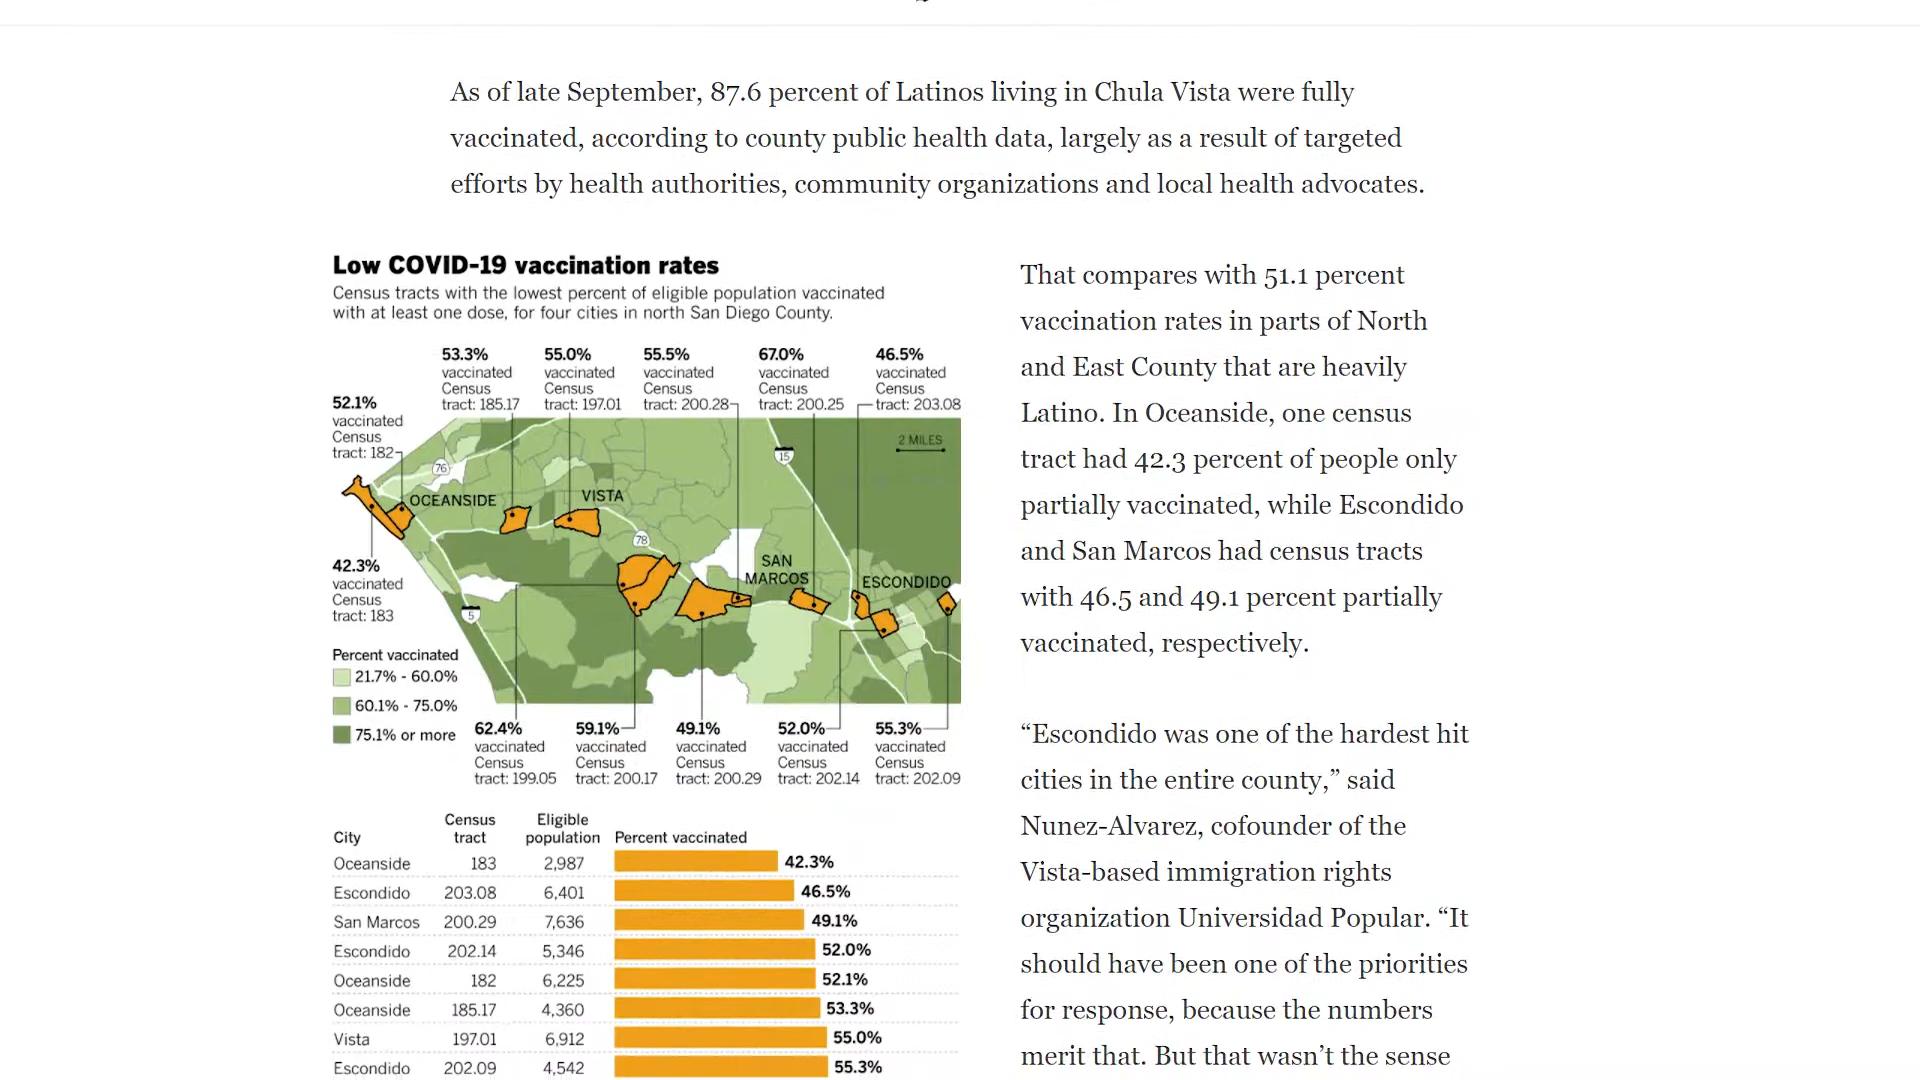 As of late September, 87.6 percent of Latinos living in Chula Vista were fully
vaccinated, according to county public health data, largely as a result of targeted
efforts by health authorities, community organizations and local health advocates.
Low COVID-19 vaccination rates
Census tracts with the lowest percent of eligible population vaccinated
with at least one dose, for four cities in north San Diego County.
52.1%
vaccinated
Census
tract: 182
53.3%
vaccinated
Census
tract: 185.17
55.0%
vaccinated
Census
tract: 197.01
55.5%
vaccinated
Census
tract: 200.28
67.0%
vaccinated
Census
tract: 200.25
46.5%
vaccinated
Census
tract: 203.08
2 MILES
76
15
OCEANSIDE
VISTA
78
SAN
MARCOS
ESCONDIDO
5
42.3%
vaccinated
Census
tract: 183
Percent vaccinated
21.7% - 60.0%
60.1% - 75.0%
75.1% or more
62.4%
vaccinated
Census
tract: 199.05
59.1%
vaccinated
Census
tract: 200.17
49.1%
vaccinated
Census
tract: 200.29
52.0%
vaccinated
Census
tract: 202.14
55.3%
vaccinated
Census
tract: 202.09
City Census tract Eligible population Percent vaccinated
Oceanside 183 2,987 42.3%
Escondido 203.08 6,401 46.5%
San Marcos 200.29 7,636 49.1%
Escondido 202.14 5,346 52.0%
Oceanside 182 6,225 52.1%
Oceanside 185.17 4,360 53.3%
Vista 197.01 6,912 55.0%
Escondido 202.09 4,542 55.3%
That compares with 51.1 percent
vaccination rates in parts of North
and East County that are heavily
Latino. In Oceanside, one census
tract had 42.3 percent of people only
partially vaccinated, while Escondido
and San Marcos had census tracts
with 46.5 and 49.1 percent partially
vaccinated, respectively.
“Escondido was one of the hardest hit
cities in the entire county,” said
Nunez-Alvarez, cofounder of the
Vista-based immigration rights
organization Universidad Popular. “It
should have been one of the priorities
for response, because the numbers
merit that. But that wasn’t the sense